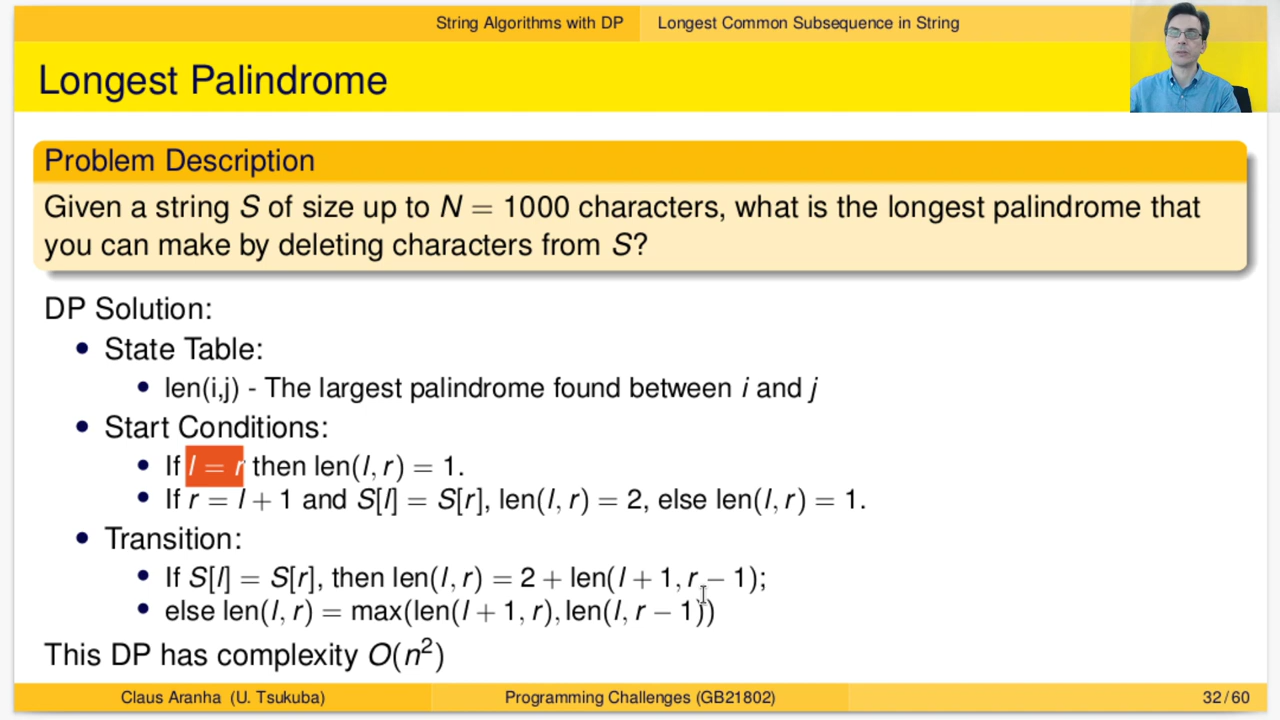 String Algorithms with DP Longest Common Subsequence in String
Longest Palindrome
Problem Description
Given a string S of size up to N = 1000 characters, what is the longest palindrome that
you can make by deleting characters from S?
DP Solution:
• State Table:
• len(i,j) - The largest palindrome found between i and j
• Start Conditions:
• If l = r then len(l, r) = 1.
• If r = l + 1 and S[l] = S[r], len(l, r) = 2, else len(l, r) = 1.
• Transition:
• If S[l] = S[r], then len(l, r) = 2 + len(l + 1, r − 1);
• else len(l, r) = max(len(l + 1, r), len(l, r − 1))
This DP has complexity O(n²)
Claus Aranha (U. Tsukuba) Programming Challenges (GB21802) 32 / 60